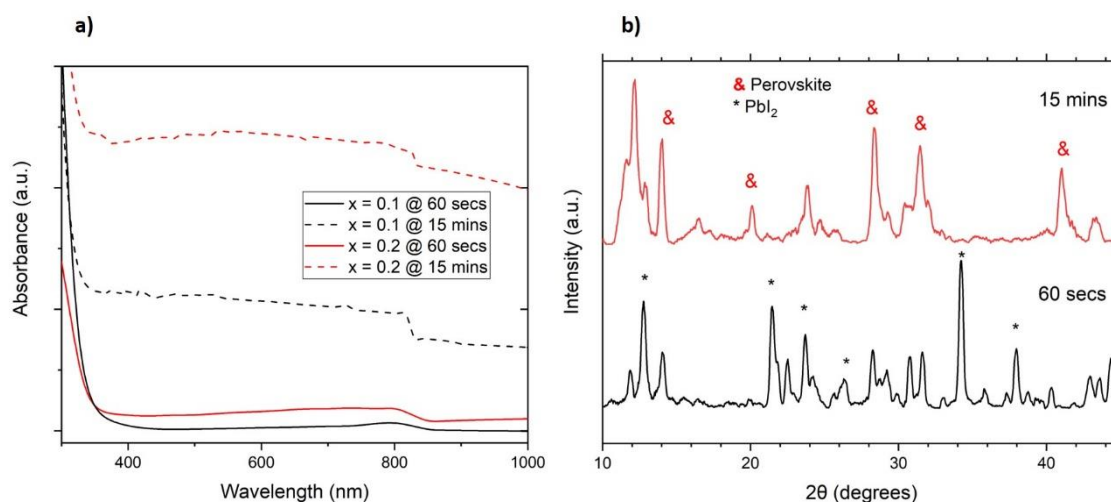 a)
Absorbance (a.u.)
x = 0.1 @ 60 secs
x = 0.1 @ 15 mins
x = 0.2 @ 60 secs
x = 0.2 @ 15 mins
400
600
800
1000
Wavelength (nm)
b)
Intensity (a.u.)
& Perovskite
* PbI₂
15 mins
&
&
&
&
&
60 secs
*
*
*
*
*
*
10
20
30
40
2θ (degrees)